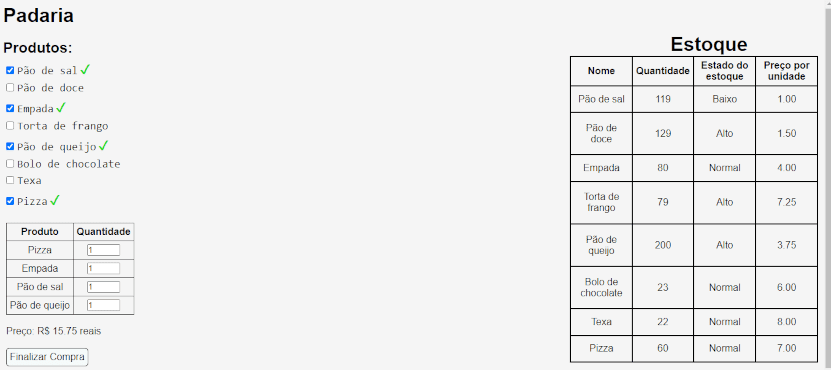 Padaria
Produtos:
Pão de sal
Pão de doce
Empada
Torta de frango
Pão de queijo
Bolo de chocolate
Texa
Pizza
Produto Quantidade
Pizza 1
Empada 1
Pão de sal 1
Pão de queijo 1
Preço: R$ 15.75 reais
Finalizar Compra
Estoque
Nome Quantidade Estado do estoque Preço por unidade
Pão de sal 119 Baixo 1.00
Pão de doce 129 Alto 1.50
Empada 80 Normal 4.00
Torta de frango 79 Alto 7.25
Pão de queijo 200 Alto 3.75
Bolo de chocolate 23 Normal 6.00
Texa 22 Normal 8.00
Pizza 60 Normal 7.00